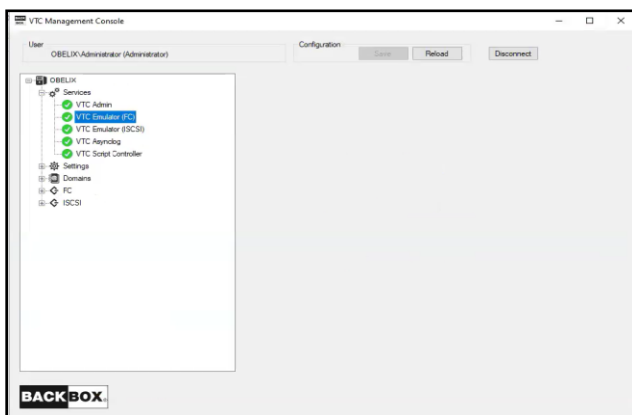 VTC Management Console
User
OBELIX\Administrator (Administrator)
Configuration
Save
Reload
Disconnect
OBELIX
Services
VTC Admin
VTC Emulator (FC)
VTC Emulator (ISCSI)
VTC Asynclog
VTC Script Controller
Settings
Domains
FC
ISCSI
BACKBOX.